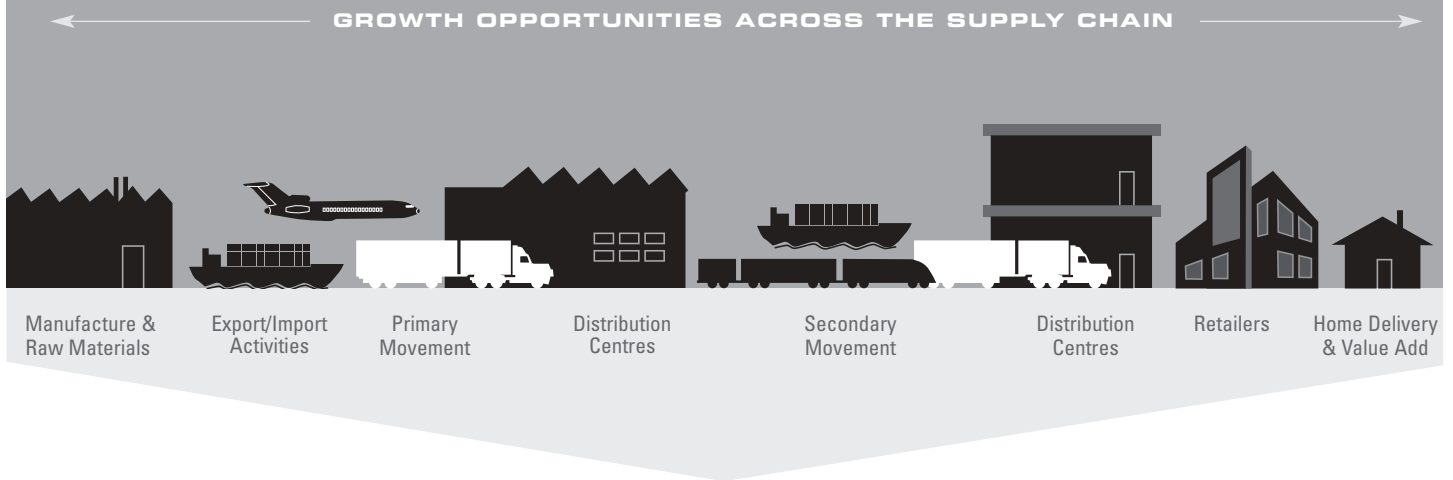 GROWTH OPPORTUNITIES ACROSS THE SUPPLY CHAIN
Manufacture &
Raw Materials
Export/Import
Activities
Primary
Movement
Distribution
Centres
Secondary
Movement
Distribution
Centres
Retailers
Home Delivery
& Value Add